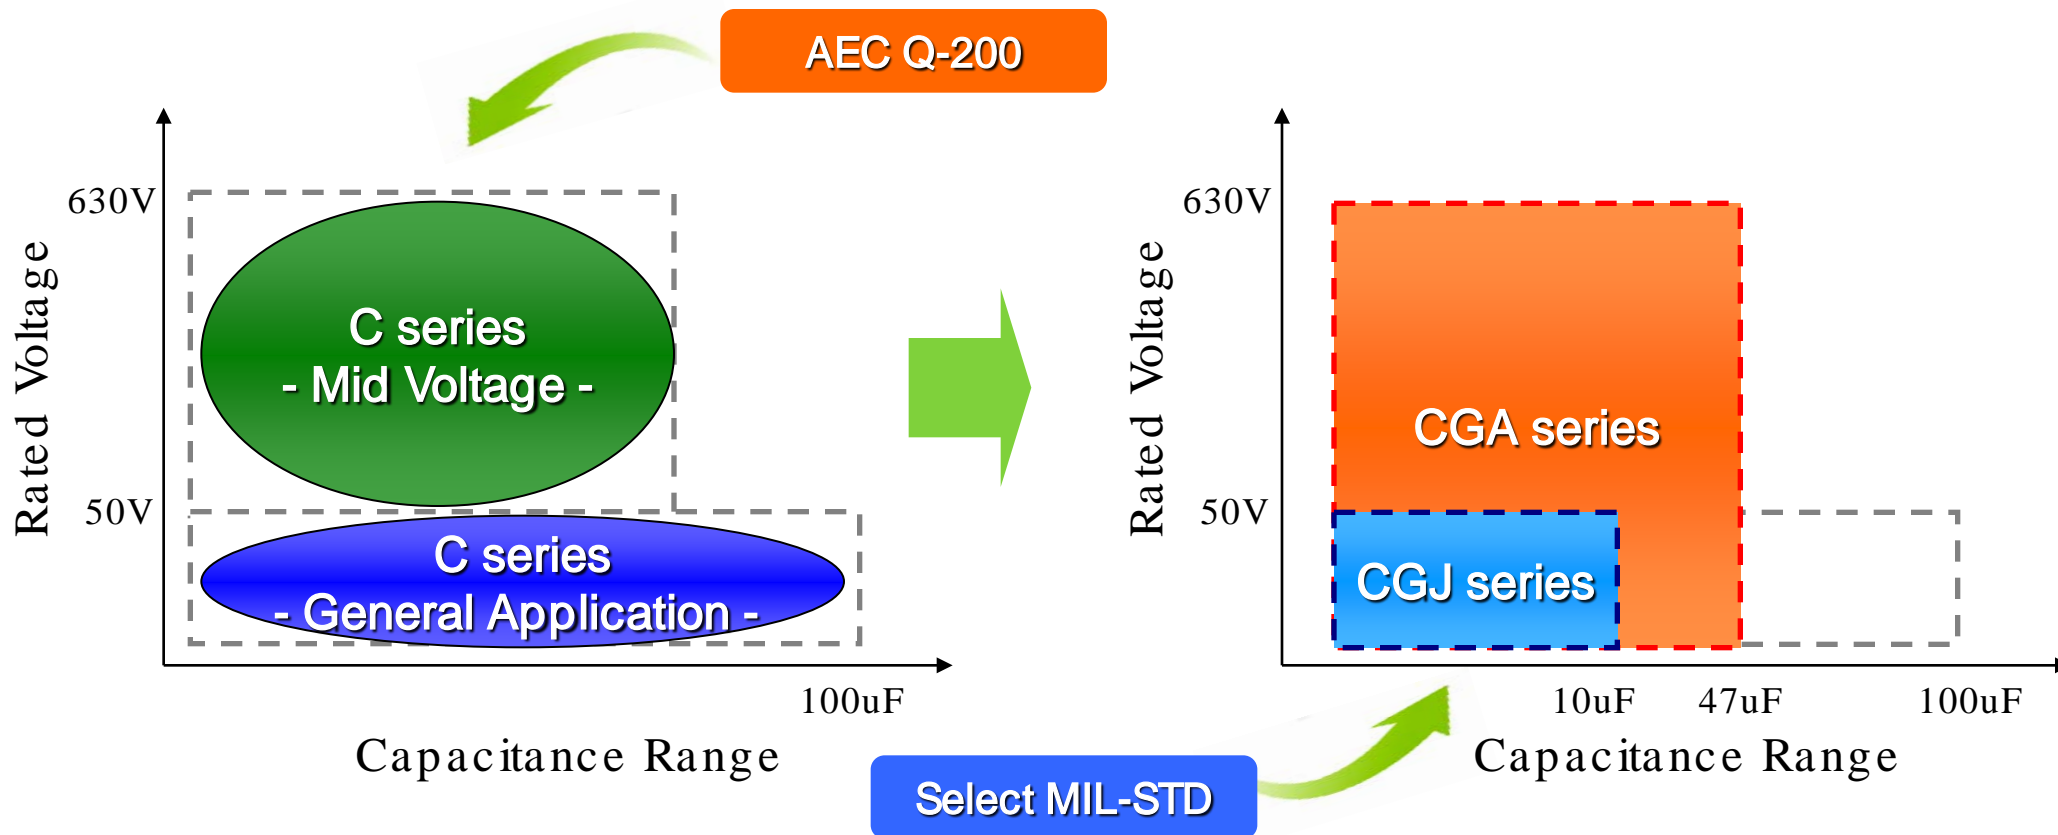 AEC Q-200
630V
50V
Rated Voltage
C series
- Mid Voltage -
C series
- General Application -
100uF
Capacitance Range
630V
50V
Rated Voltage
CGA series
CGJ series
10uF
47uF
100uF
Capacitance Range
Select MIL-STD